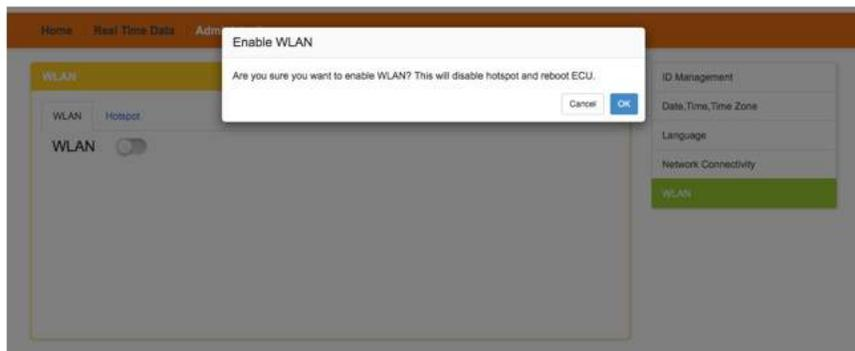 Home Real Time Data Adm
Enable WLAN
Are you sure you want to enable WLAN? This will disable hotspot and reboot ECU.
Cancel OK
WLAN
WLAN Hotspot
WLAN
ID Management
Date,Time,Time Zone
Language
Network Connectivity
WLAN